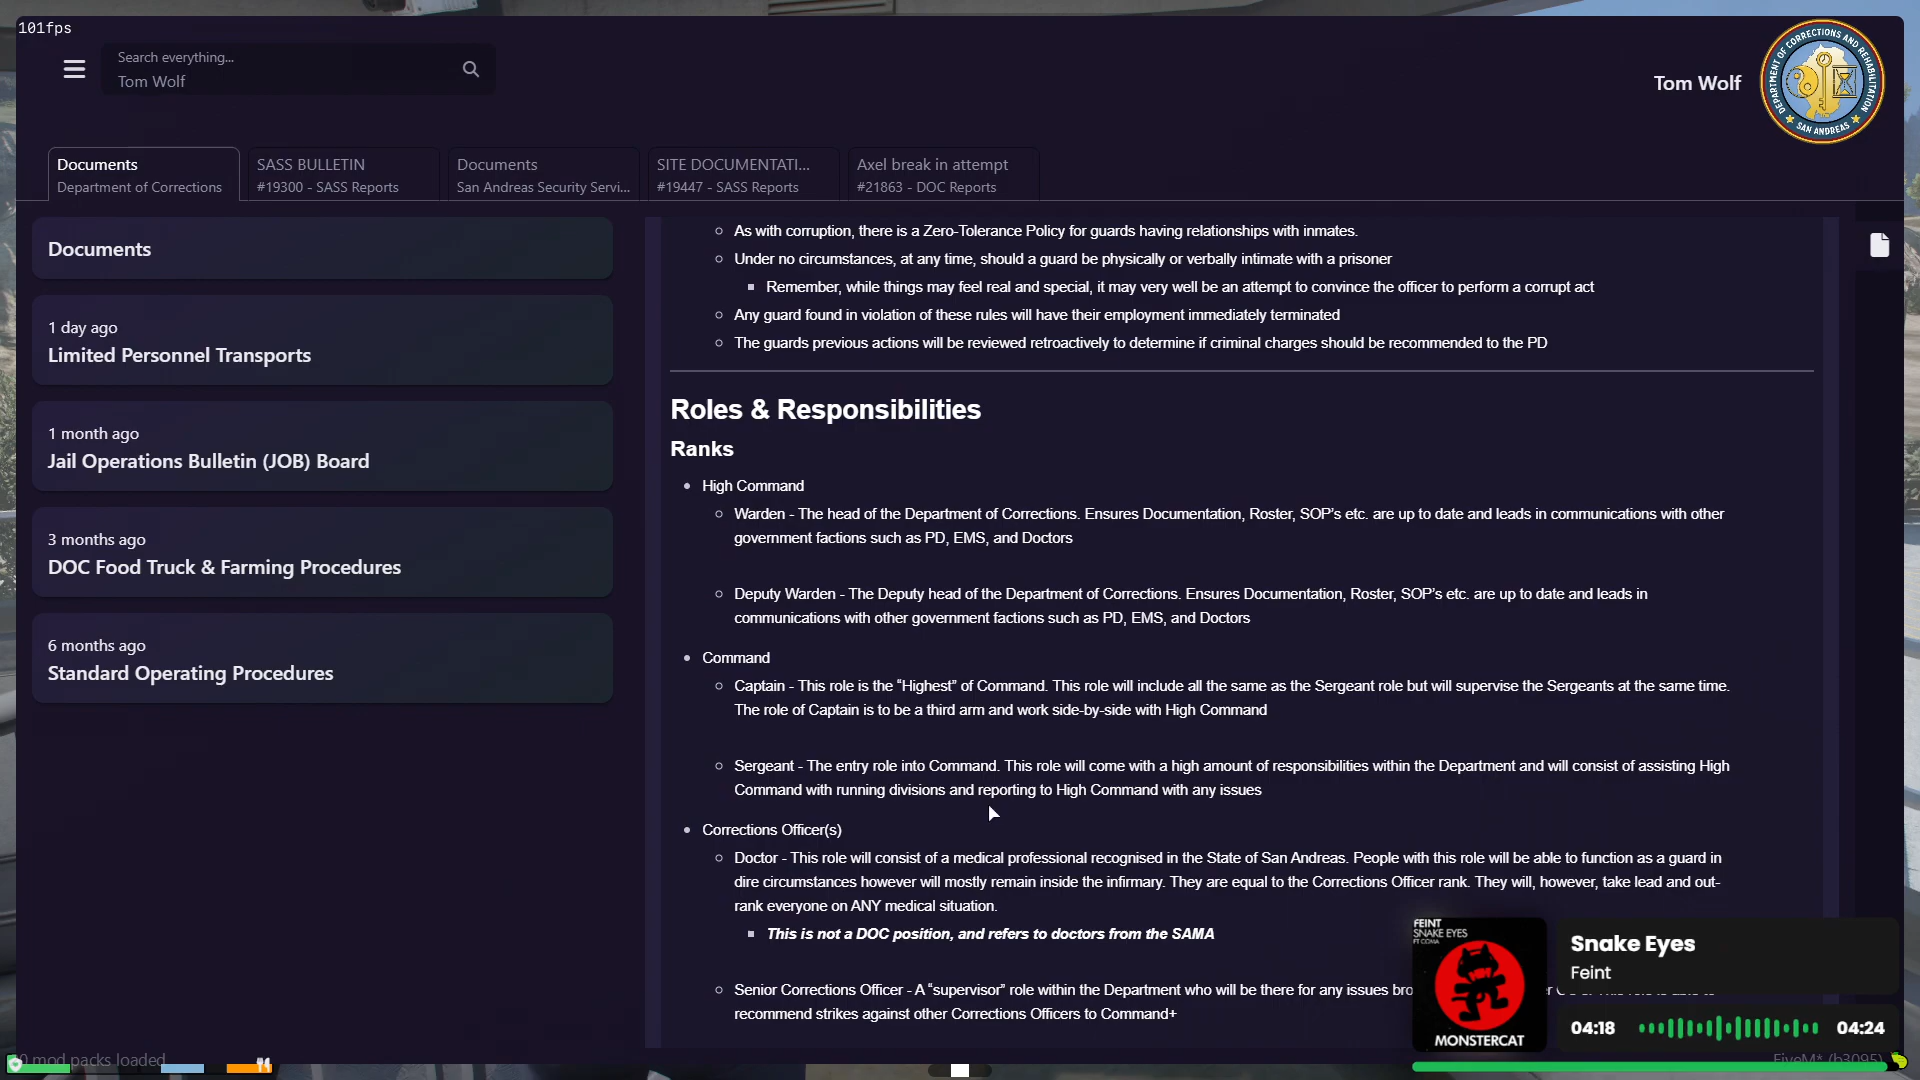 101fps
Search everything...
Tom Wolf
Tom Wolf
DEPARTMENT OF CORRECTIONS AND REHABILITATION
SAN ANDREAS
Documents
Department of Corrections
SASS BULLETIN
#19300 - SASS Reports
Documents
San Andreas Security Servi...
SITE DOCUMENTATI...
#19447 - SASS Reports
Axel break in attempt
#21863 - DOC Reports
Documents
1 day ago
Limited Personnel Transports
1 month ago
Jail Operations Bulletin (JOB) Board
3 months ago
DOC Food Truck & Farming Procedures
6 months ago
Standard Operating Procedures
As with corruption, there is a Zero-Tolerance Policy for guards having relationships with inmates.
Under no circumstances, at any time, should a guard be physically or verbally intimate with a prisoner
Remember, while things may feel real and special, it may very well be an attempt to convince the officer to perform a corrupt act
Any guard found in violation of these rules will have their employment immediately terminated
The guards previous actions will be reviewed retroactively to determine if criminal charges should be recommended to the PD
Roles & Responsibilities
Ranks
High Command
Warden - The head of the Department of Corrections. Ensures Documentation, Roster, SOP's etc. are up to date and leads in communications with other
government factions such as PD, EMS, and Doctors
Deputy Warden - The Deputy head of the Department of Corrections. Ensures Documentation, Roster, SOP's etc. are up to date and leads in
communications with other government factions such as PD, EMS, and Doctors
Command
Captain - This role is the “Highest” of Command. This role will include all the same as the Sergeant role but will supervise the Sergeants at the same time.
The role of Captain is to be a third arm and work side-by-side with High Command
Sergeant - The entry role into Command. This role will come with a high amount of responsibilities within the Department and will consist of assisting High
Command with running divisions and reporting to High Command with any issues
Corrections Officer(s)
Doctor - This role will consist of a medical professional recognised in the State of San Andreas. People with this role will be able to function as a guard in
dire circumstances however will mostly remain inside the infirmary. They are equal to the Corrections Officer rank. They will, however, take lead and out-
rank everyone on ANY medical situation.
This is not a DOC position, and refers to doctors from the SAMA
Senior Corrections Officer - A “supervisor” role within the Department who will be there for any issues
recommend strikes against other Corrections Officers to Command+
FEINT
SNAKE EYES
FT COMA
MONSTERCAT
Snake Eyes
Feint
04:18
04:24
mod packs loaded
FiveM* (b3095)